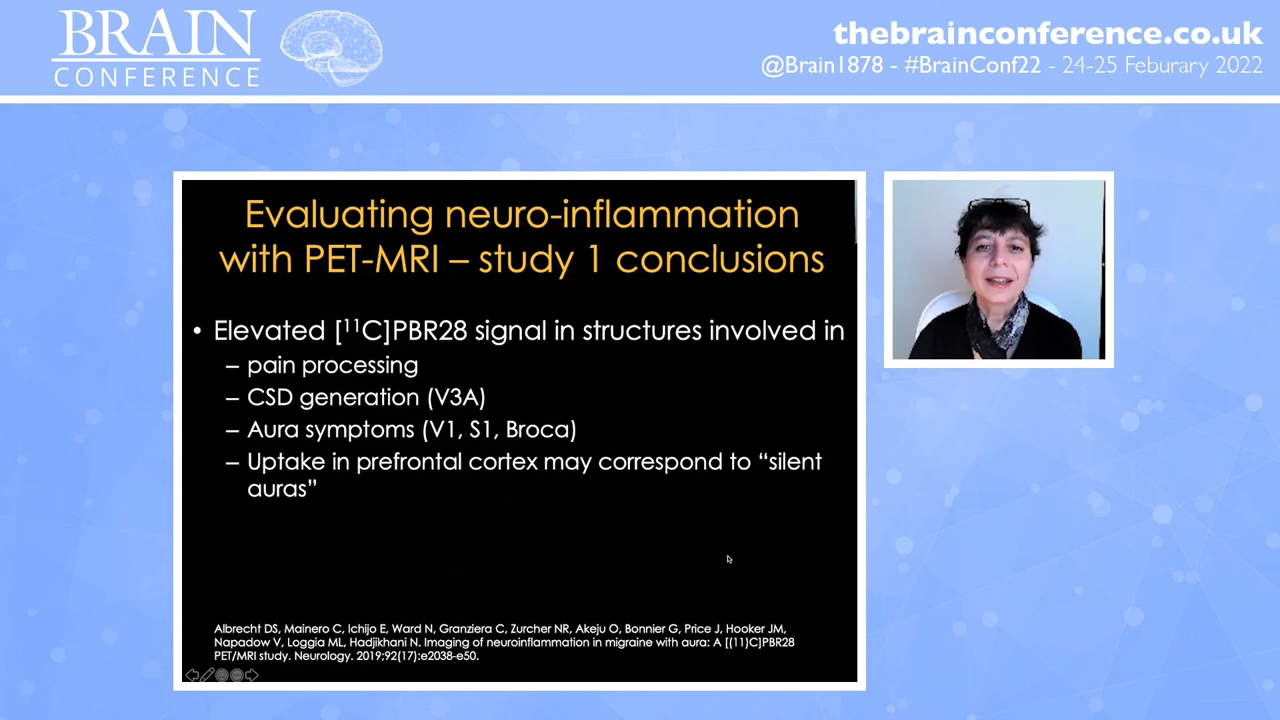 BRAIN
CONFERENCE
thebrainconference.co.uk
@Brain1878 - #BrainConf22 - 24-25 Feburary 2022
Evaluating neuro-inflammation
with PET-MRI – study 1 conclusions
• Elevated [¹¹C]PBR28 signal in structures involved in
– pain processing
– CSD generation (V3A)
– Aura symptoms (V1, S1, Broca)
– Uptake in prefrontal cortex may correspond to “silent
auras”
Albrecht DS, Mainero C, Ichijo E, Ward N, Granziera C, Zurcher NR, Akeju O, Bonnier G, Price J, Hooker JM,
Napadow V, Loggia ML, Hadjikhani N. Imaging of neuroinflammation in migraine with aura: A [(11)C]PBR28
PET/MRI study. Neurology. 2019;92(17):e2038-e50.